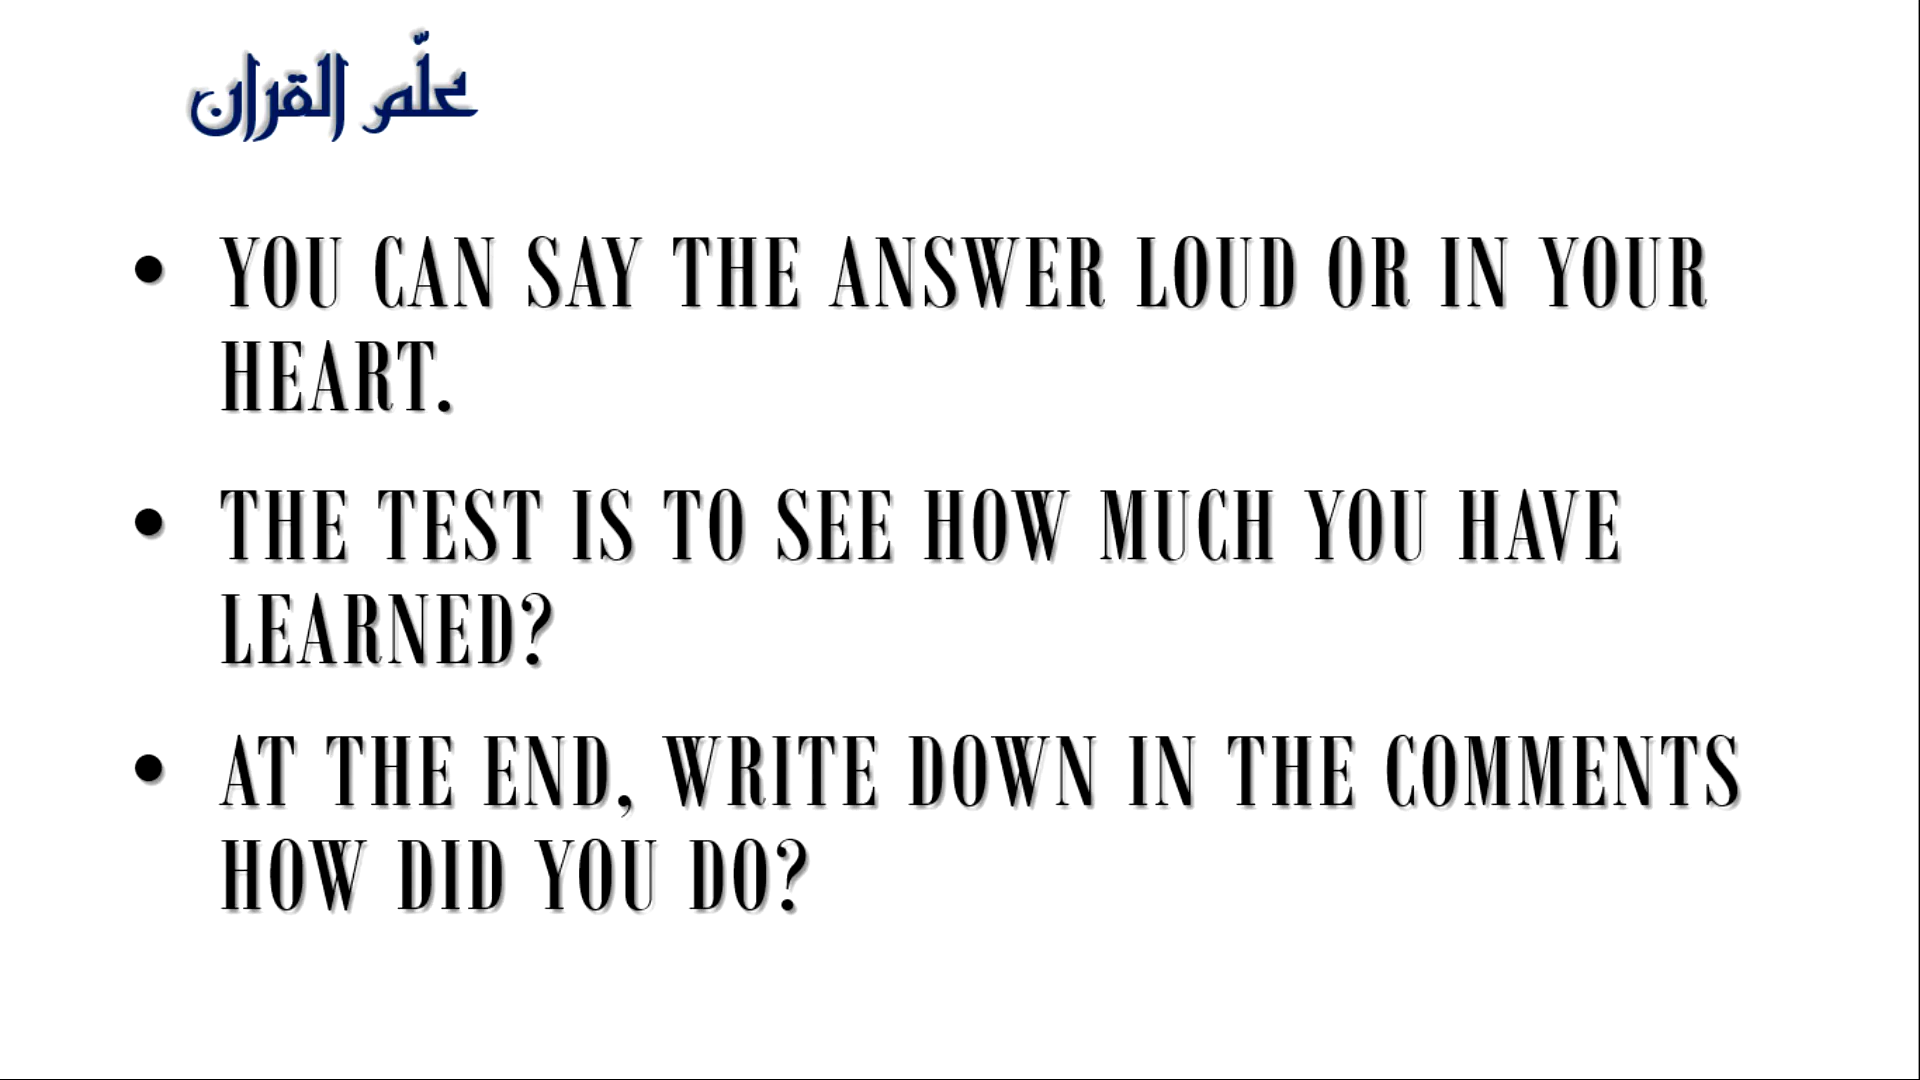 علّم القران
• YOU CAN SAY THE ANSWER LOUD OR IN YOUR
HEART.
• THE TEST IS TO SEE HOW MUCH YOU HAVE
LEARNED?
• AT THE END, WRITE DOWN IN THE COMMENTS
HOW DID YOU DO?